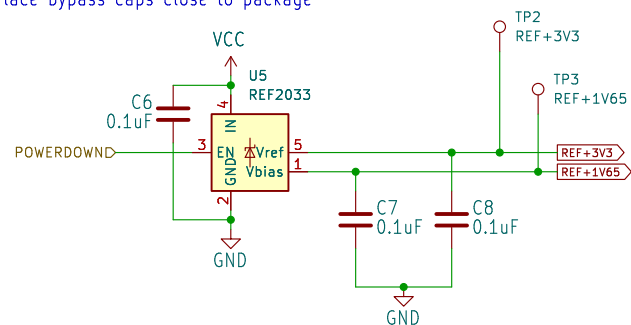 lace bypass caps close to package
TP2
REF+3V3
VCC
U5
REF2033
TP3
REF+1V65
C6
0.1uF
4
IN
POWERDOWN
3
EN
Vref
5
REF+3V3
GND
Vbias
1
REF+1V65
2
C7
0.1uF
C8
0.1uF
GND
GND